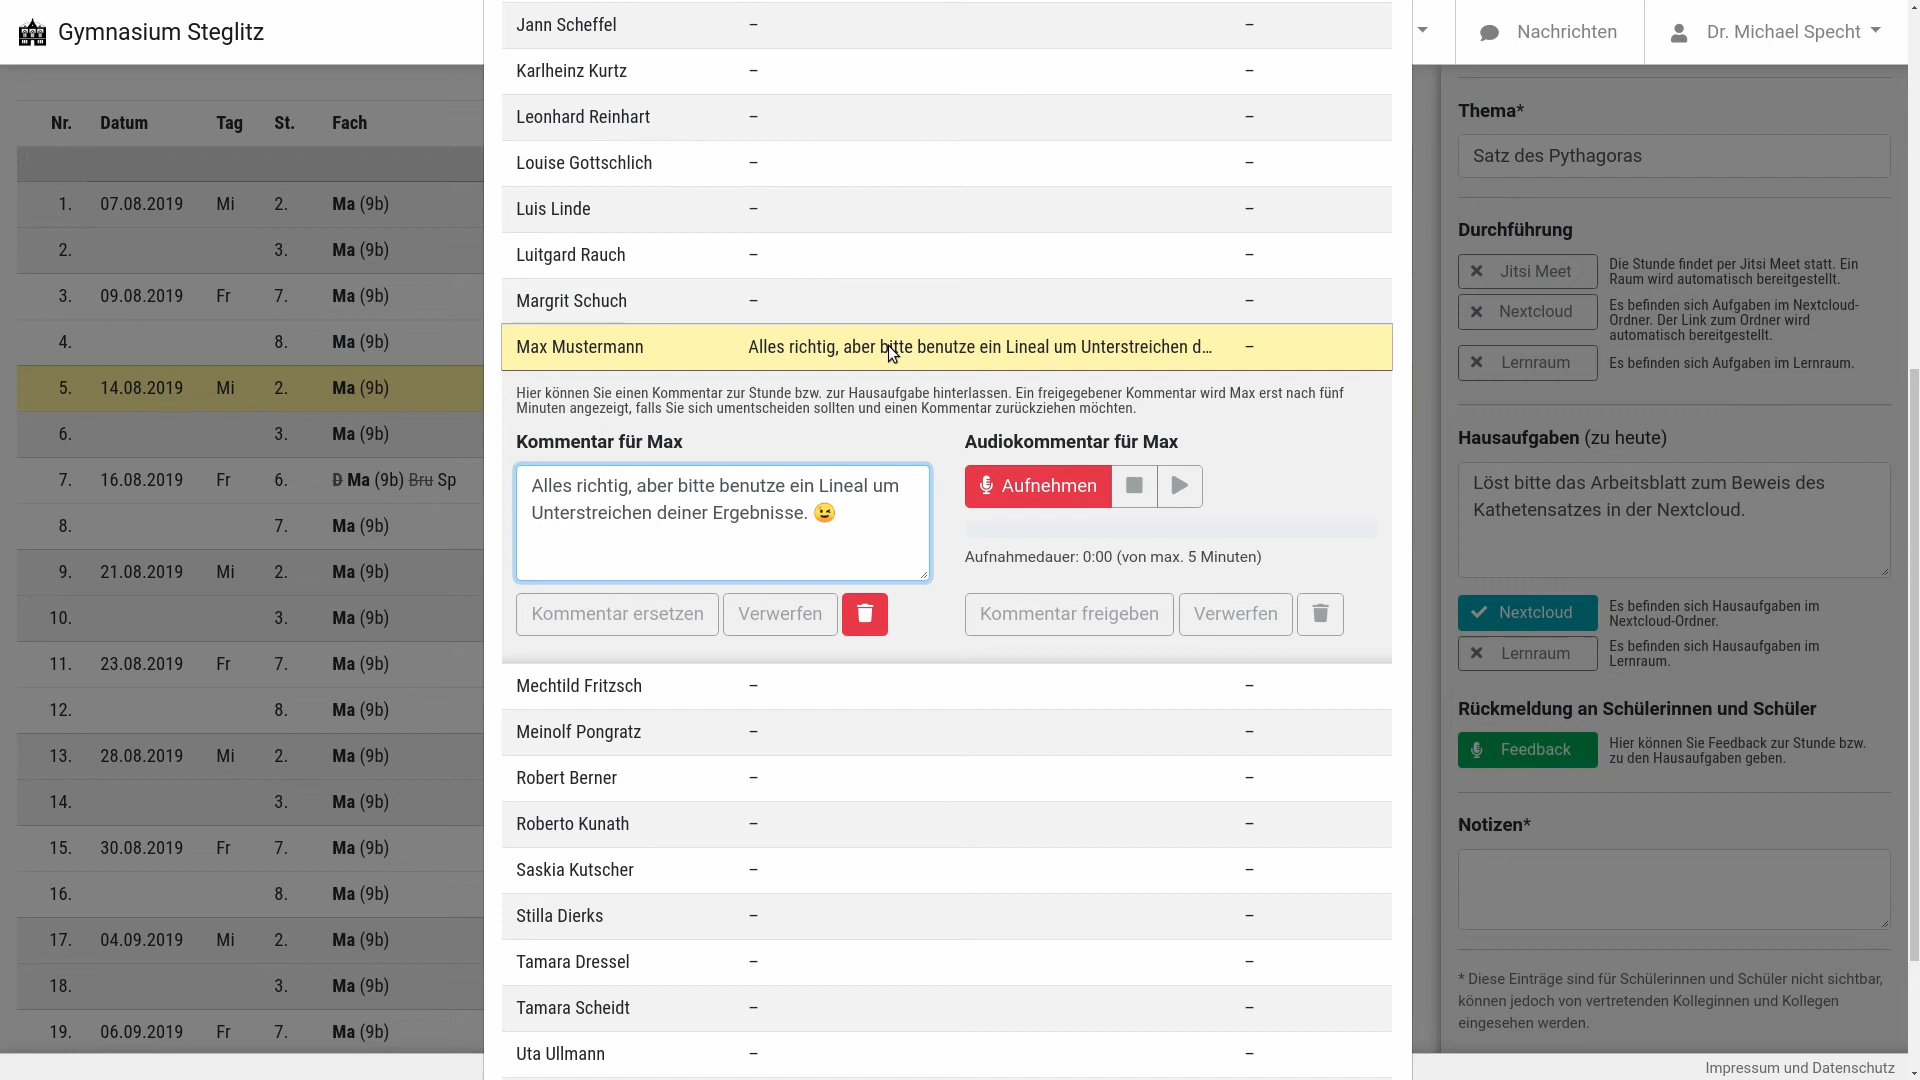 Gymnasium Steglitz
Nachrichten
Dr. Michael Specht
Nr. Datum Tag St. Fach
1. 07.08.2019 Mi 2. Ma (9b)
2. 3. Ma (9b)
3. 09.08.2019 Fr 7. Ma (9b)
4. 8. Ma (9b)
5. 14.08.2019 Mi 2. Ma (9b)
6. 3. Ma (9b)
7. 16.08.2019 Fr 6. D Ma (9b) Bru Sp
8. 7. Ma (9b)
9. 21.08.2019 Mi 2. Ma (9b)
10. 3. Ma (9b)
11. 23.08.2019 Fr 7. Ma (9b)
12. 8. Ma (9b)
13. 28.08.2019 Mi 2. Ma (9b)
14. 3. Ma (9b)
15. 30.08.2019 Fr 7. Ma (9b)
16. 8. Ma (9b)
17. 04.09.2019 Mi 2. Ma (9b)
18. 3. Ma (9b)
19. 06.09.2019 Fr 7. Ma (9b)
Jann Scheffel – –
Karlheinz Kurtz – –
Leonhard Reinhart – –
Louise Gottschlich – –
Luis Linde – –
Luitgard Rauch – –
Margrit Schuch – –
Max Mustermann Alles richtig, aber bitte benutze ein Lineal um Unterstreichen d... –
Hier können Sie einen Kommentar zur Stunde bzw. zur Hausaufgabe hinterlassen. Ein freigegebener Kommentar wird Max erst nach fünf
Minuten angezeigt, falls Sie sich umentscheiden sollten und einen Kommentar zurückziehen möchten.
Kommentar für Max
Alles richtig, aber bitte benutze ein Lineal um
Unterstreichen deiner Ergebnisse. 😉
Kommentar ersetzen Verwerfen
Audiokommentar für Max
Aufnehmen
Aufnahmedauer: 0:00 (von max. 5 Minuten)
Kommentar freigeben Verwerfen
Mechtild Fritzsch – –
Meinolf Pongratz – –
Robert Berner – –
Roberto Kunath – –
Saskia Kutscher – –
Stilla Dierks – –
Tamara Dressel – –
Tamara Scheidt – –
Uta Ullmann – –
Thema*
Satz des Pythagoras
Durchführung
Jitsi Meet
Die Stunde findet per Jitsi Meet statt. Ein
Raum wird automatisch bereitgestellt.
Nextcloud
Es befinden sich Aufgaben im Nextcloud-
Ordner. Der Link zum Ordner wird
automatisch bereitgestellt.
Lernraum
Es befinden sich Aufgaben im Lernraum.
Hausaufgaben (zu heute)
Löst bitte das Arbeitsblatt zum Beweis des
Kathetensatzes in der Nextcloud.
Nextcloud
Es befinden sich Hausaufgaben im
Nextcloud-Ordner.
Lernraum
Es befinden sich Hausaufgaben im
Lernraum.
Rückmeldung an Schülerinnen und Schüler
Feedback
Hier können Sie Feedback zur Stunde bzw.
zu den Hausaufgaben geben.
Notizen*
* Diese Einträge sind für Schülerinnen und Schüler nicht sichtbar,
können jedoch von vertretenden Kolleginnen und Kollegen
eingesehen werden.
Impressum und Datenschutz